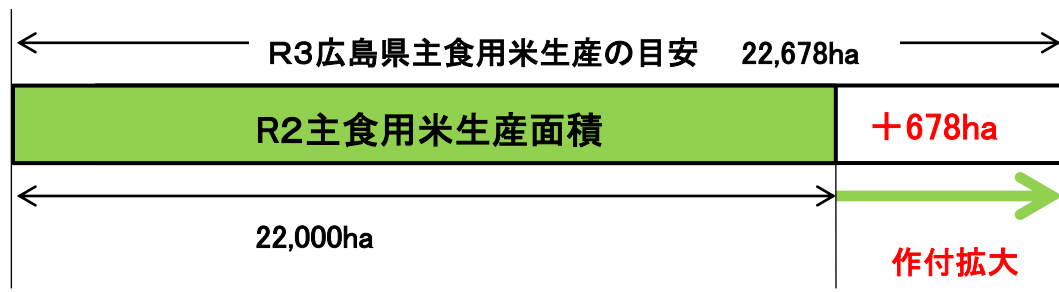 R3広島県主食用米生産の目安 22,678ha
R2主食用米生産面積
＋678ha
22,000ha
作付拡大